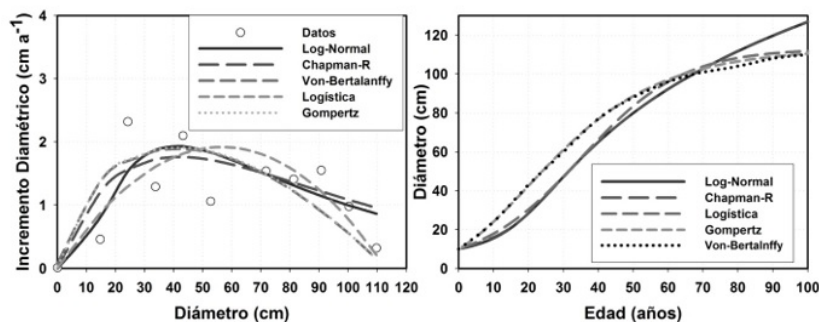 Incremento Diamétrico (cm a⁻¹)
4
3
2
1
0
Datos
Log-Normal
Chapman-R
Von-Bertalanffy
Logística
Gompertz
0 10 20 30 40 50 60 70 80 90 100 110 120
Diámetro (cm)
Diámetro (cm)
120
100
80
60
40
20
0
Log-Normal
Chapman-R
Logística
Gompertz
Von-Bertalnffy
0 10 20 30 40 50 60 70 80 90 100
Edad (años)